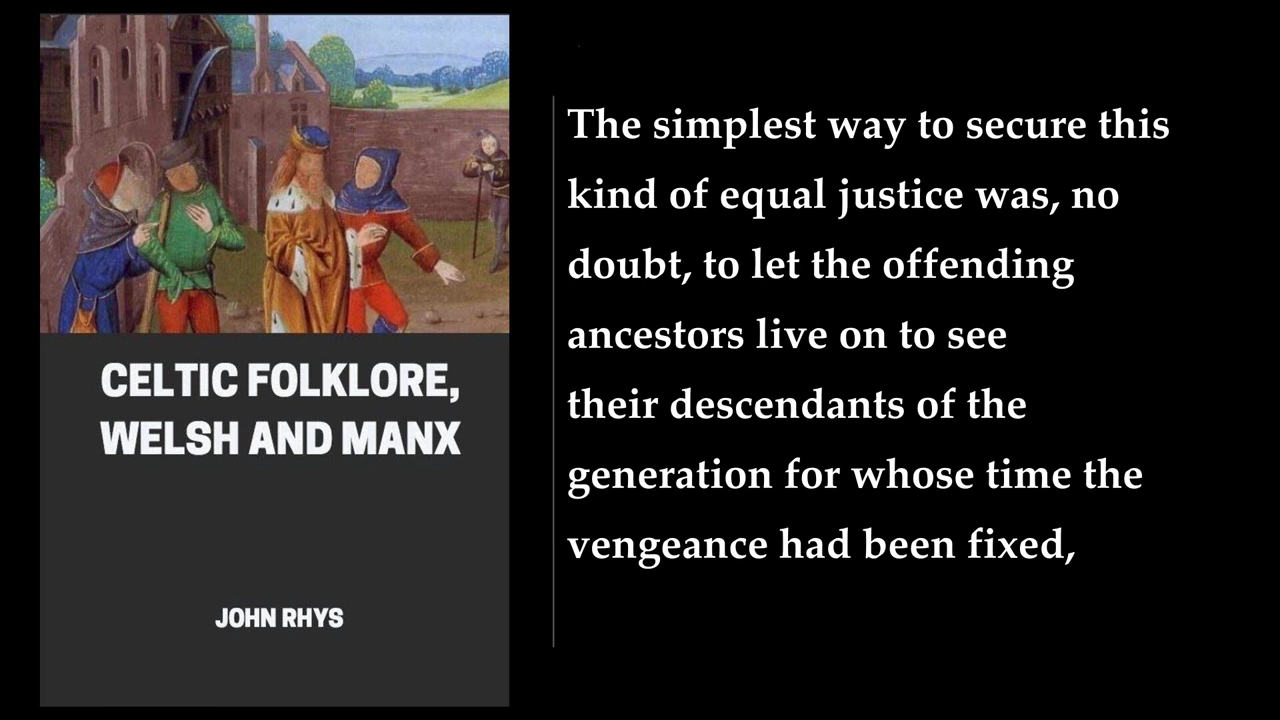 CELTIC FOLKLORE,
WELSH AND MANX
JOHN RHYS
The simplest way to secure this
kind of equal justice was, no
doubt, to let the offending
ancestors live on to see
their descendants of the
generation for whose time the
vengeance had been fixed,